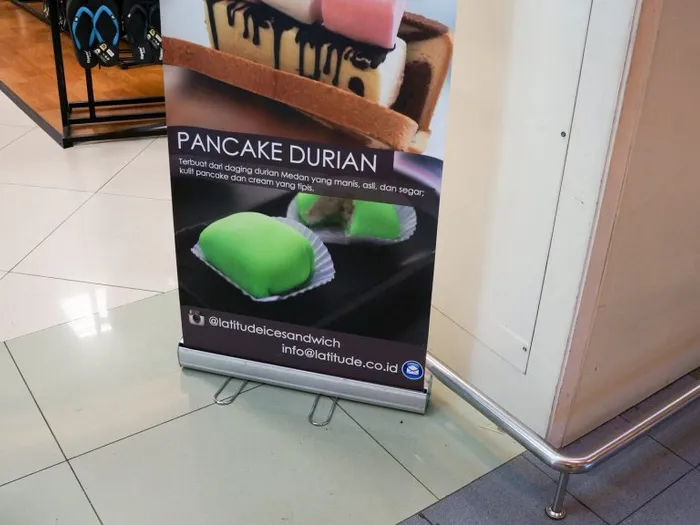 PANCAKE DURIAN
Terbuat dari daging durian Medan yang manis, asli, dan segar;
kulit pancake dan cream yang tipis.
@latitudeicesandwich
info@latitude.co.id